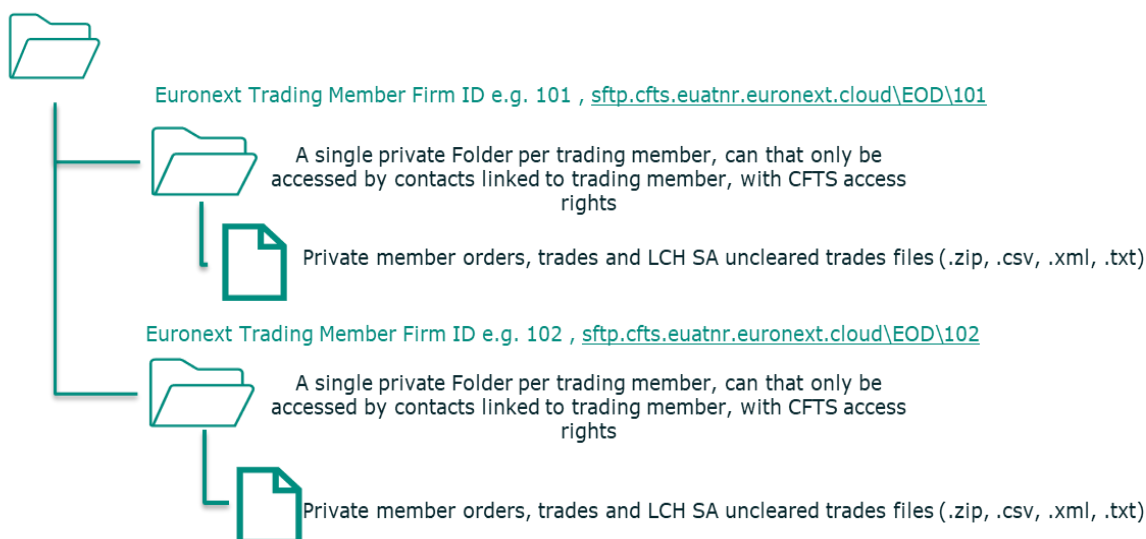 Euronext Trading Member Firm ID e.g. 101 , sftp.cfts.euatnr.euronext.cloud\EOD\101
A single private Folder per trading member, can that only be
accessed by contacts linked to trading member, with CFTS access
rights
Private member orders, trades and LCH SA uncleared trades files (.zip, .csv, .xml, .txt)
Euronext Trading Member Firm ID e.g. 102 , sftp.cfts.euatnr.euronext.cloud\EOD\102
A single private Folder per trading member, can that only be
accessed by contacts linked to trading member, with CFTS access
rights
Private member orders, trades and LCH SA uncleared trades files (.zip, .csv, .xml, .txt)